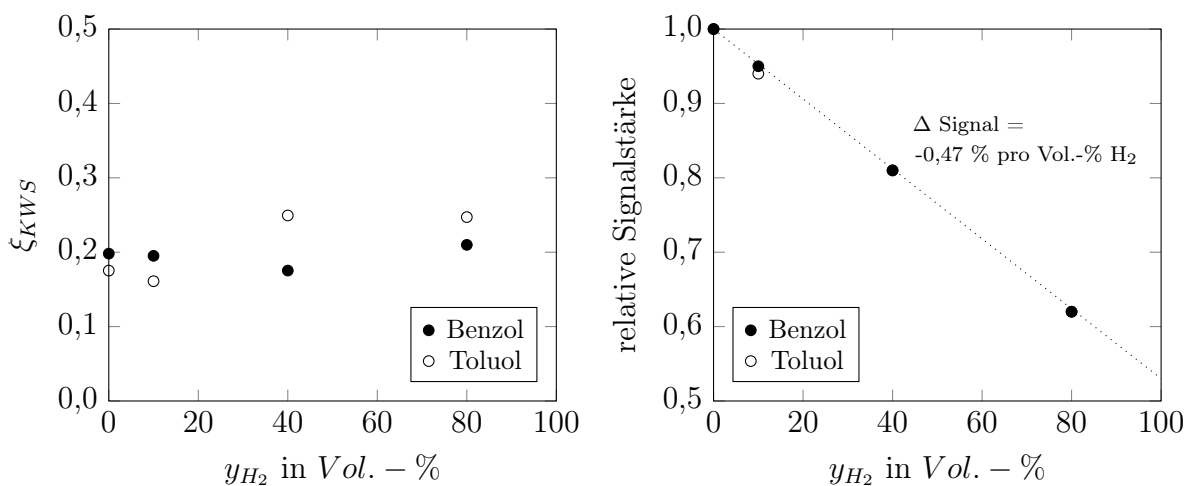 0,5
0,4
0,3
0,2
0,1
0,0
ξ_KWS
Benzol
Toluol
0 20 40 60 80 100
y_H₂ in Vol. − %
1,0
0,9
0,8
0,7
0,6
0,5
relative Signalstärke
Δ Signal =
-0,47 % pro Vol.-% H₂
Benzol
Toluol
0 20 40 60 80 100
y_H₂ in Vol. − %